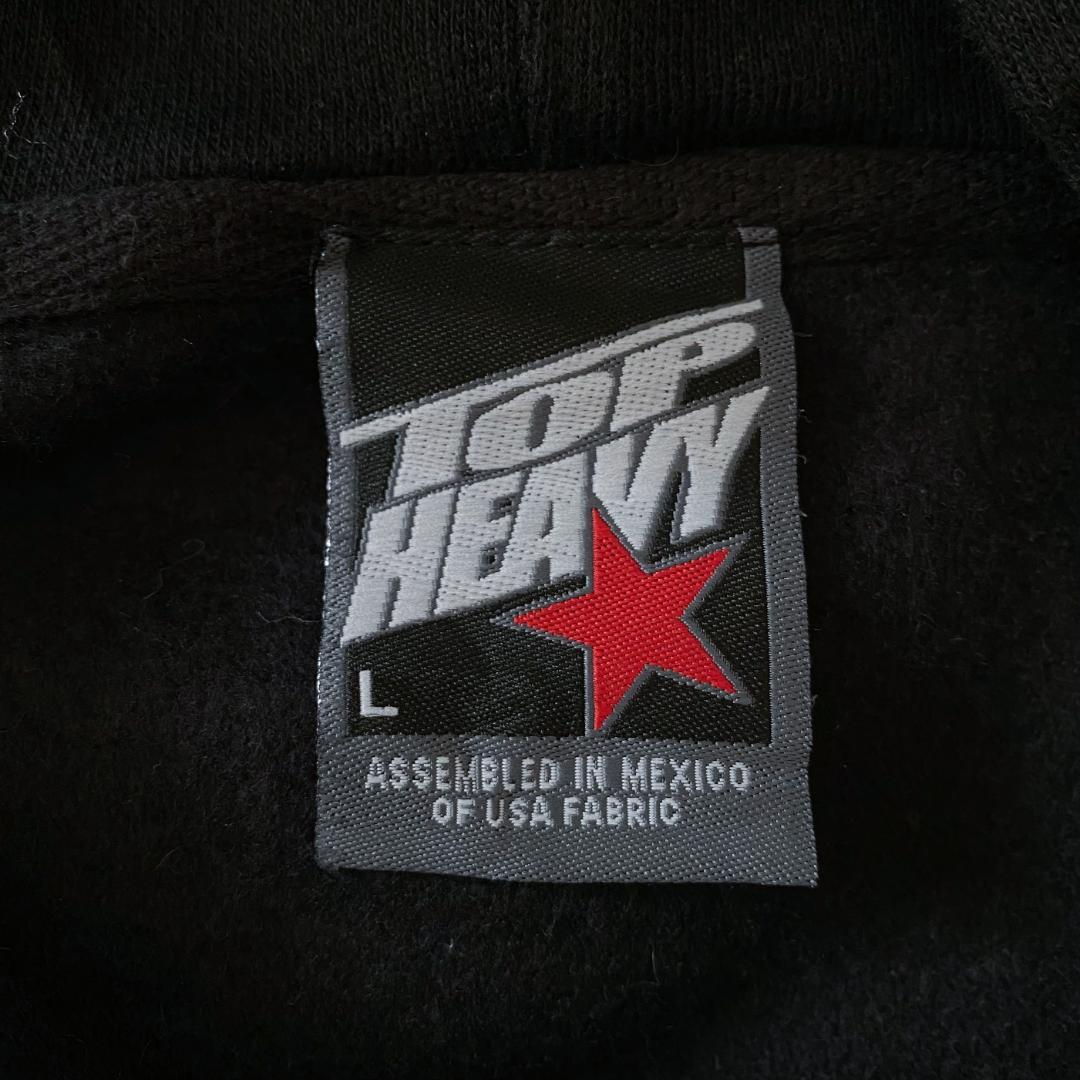 TOP
HEAVY
L
ASSEMBLED IN MEXICO
OF USA FABRIC